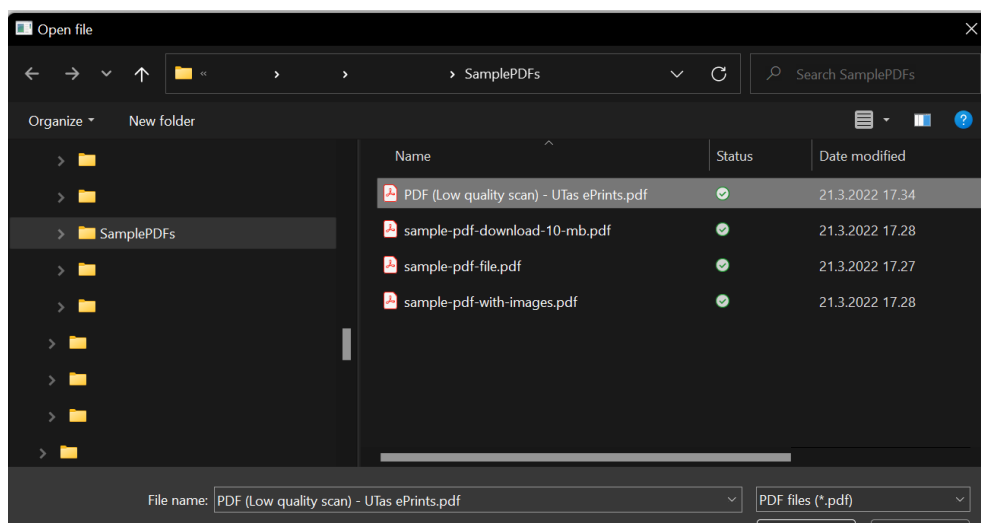 Open file
« > > > SamplePDFs
Search SamplePDFs
Organize
New folder
?
SamplePDFs
Name Status Date modified
PDF (Low quality scan) - UTas ePrints.pdf 21.3.2022 17.34
sample-pdf-download-10-mb.pdf 21.3.2022 17.28
sample-pdf-file.pdf 21.3.2022 17.27
sample-pdf-with-images.pdf 21.3.2022 17.28
File name: PDF (Low quality scan) - UTas ePrints.pdf PDF files (*.pdf)